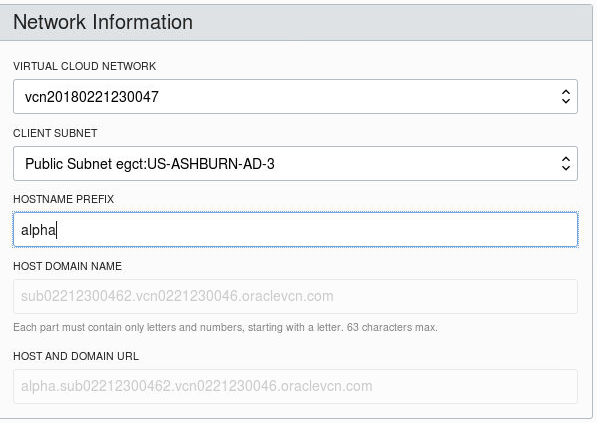 Network Information
VIRTUAL CLOUD NETWORK
vcn20180221230047
CLIENT SUBNET
Public Subnet egct:US-ASHBURN-AD-3
HOSTNAME PREFIX
alpha
HOST DOMAIN NAME
sub02212300462.vcn0221230046.oraclevcn.com
Each part must contain only letters and numbers, starting with a letter. 63 characters max.
HOST AND DOMAIN URL
alpha.sub02212300462.vcn0221230046.oraclevcn.com